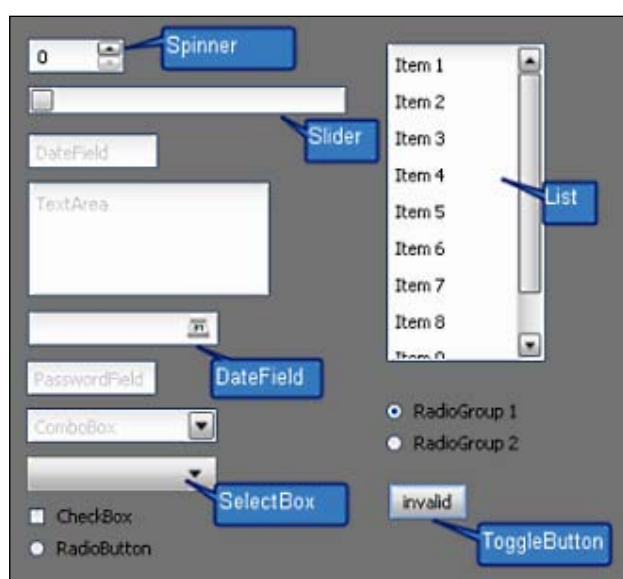 0
Spinner
Slider
DateField
TextArea
DateField
PasswordField
ComboBox
SelectBox
CheckBox
RadioButton
Item 1
Item 2
Item 3
Item 4
List
Item 5
Item 6
Item 7
Item 8
RadioGroup 1
RadioGroup 2
invalid
ToggleButton